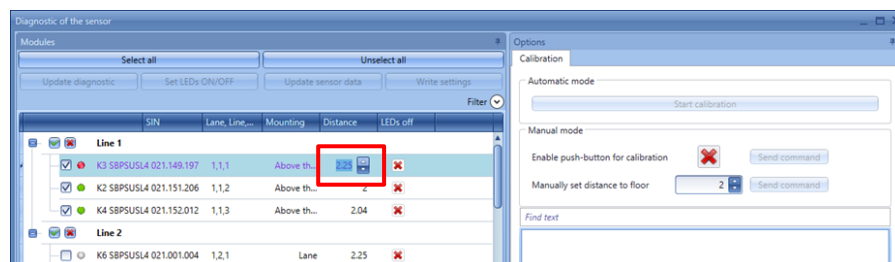 Diagnostic of the sensor
Modules
Select all
Unselect all
Update diagnostic
Set LEDs ON/OFF
Update sensor data
Write settings
Filter
SIN
Lane, Line,...
Mounting
Distance
LEDs off
Line 1
K3 SBPSUSL4 021.149.197 1,1,1 Above th... 2.25
K2 SBPSUSL4 021.151.206 1,1,2 Above th... 2
K4 SBPSUSL4 021.152.012 1,1,3 Above th... 2.04
Line 2
K6 SBPSUSL4 021.001.004 1,2,1 Lane 2.25
Options
Calibration
Automatic mode
Start calibration
Manual mode
Enable push-button for calibration
Send command
Manually set distance to floor 2
Send command
Find text